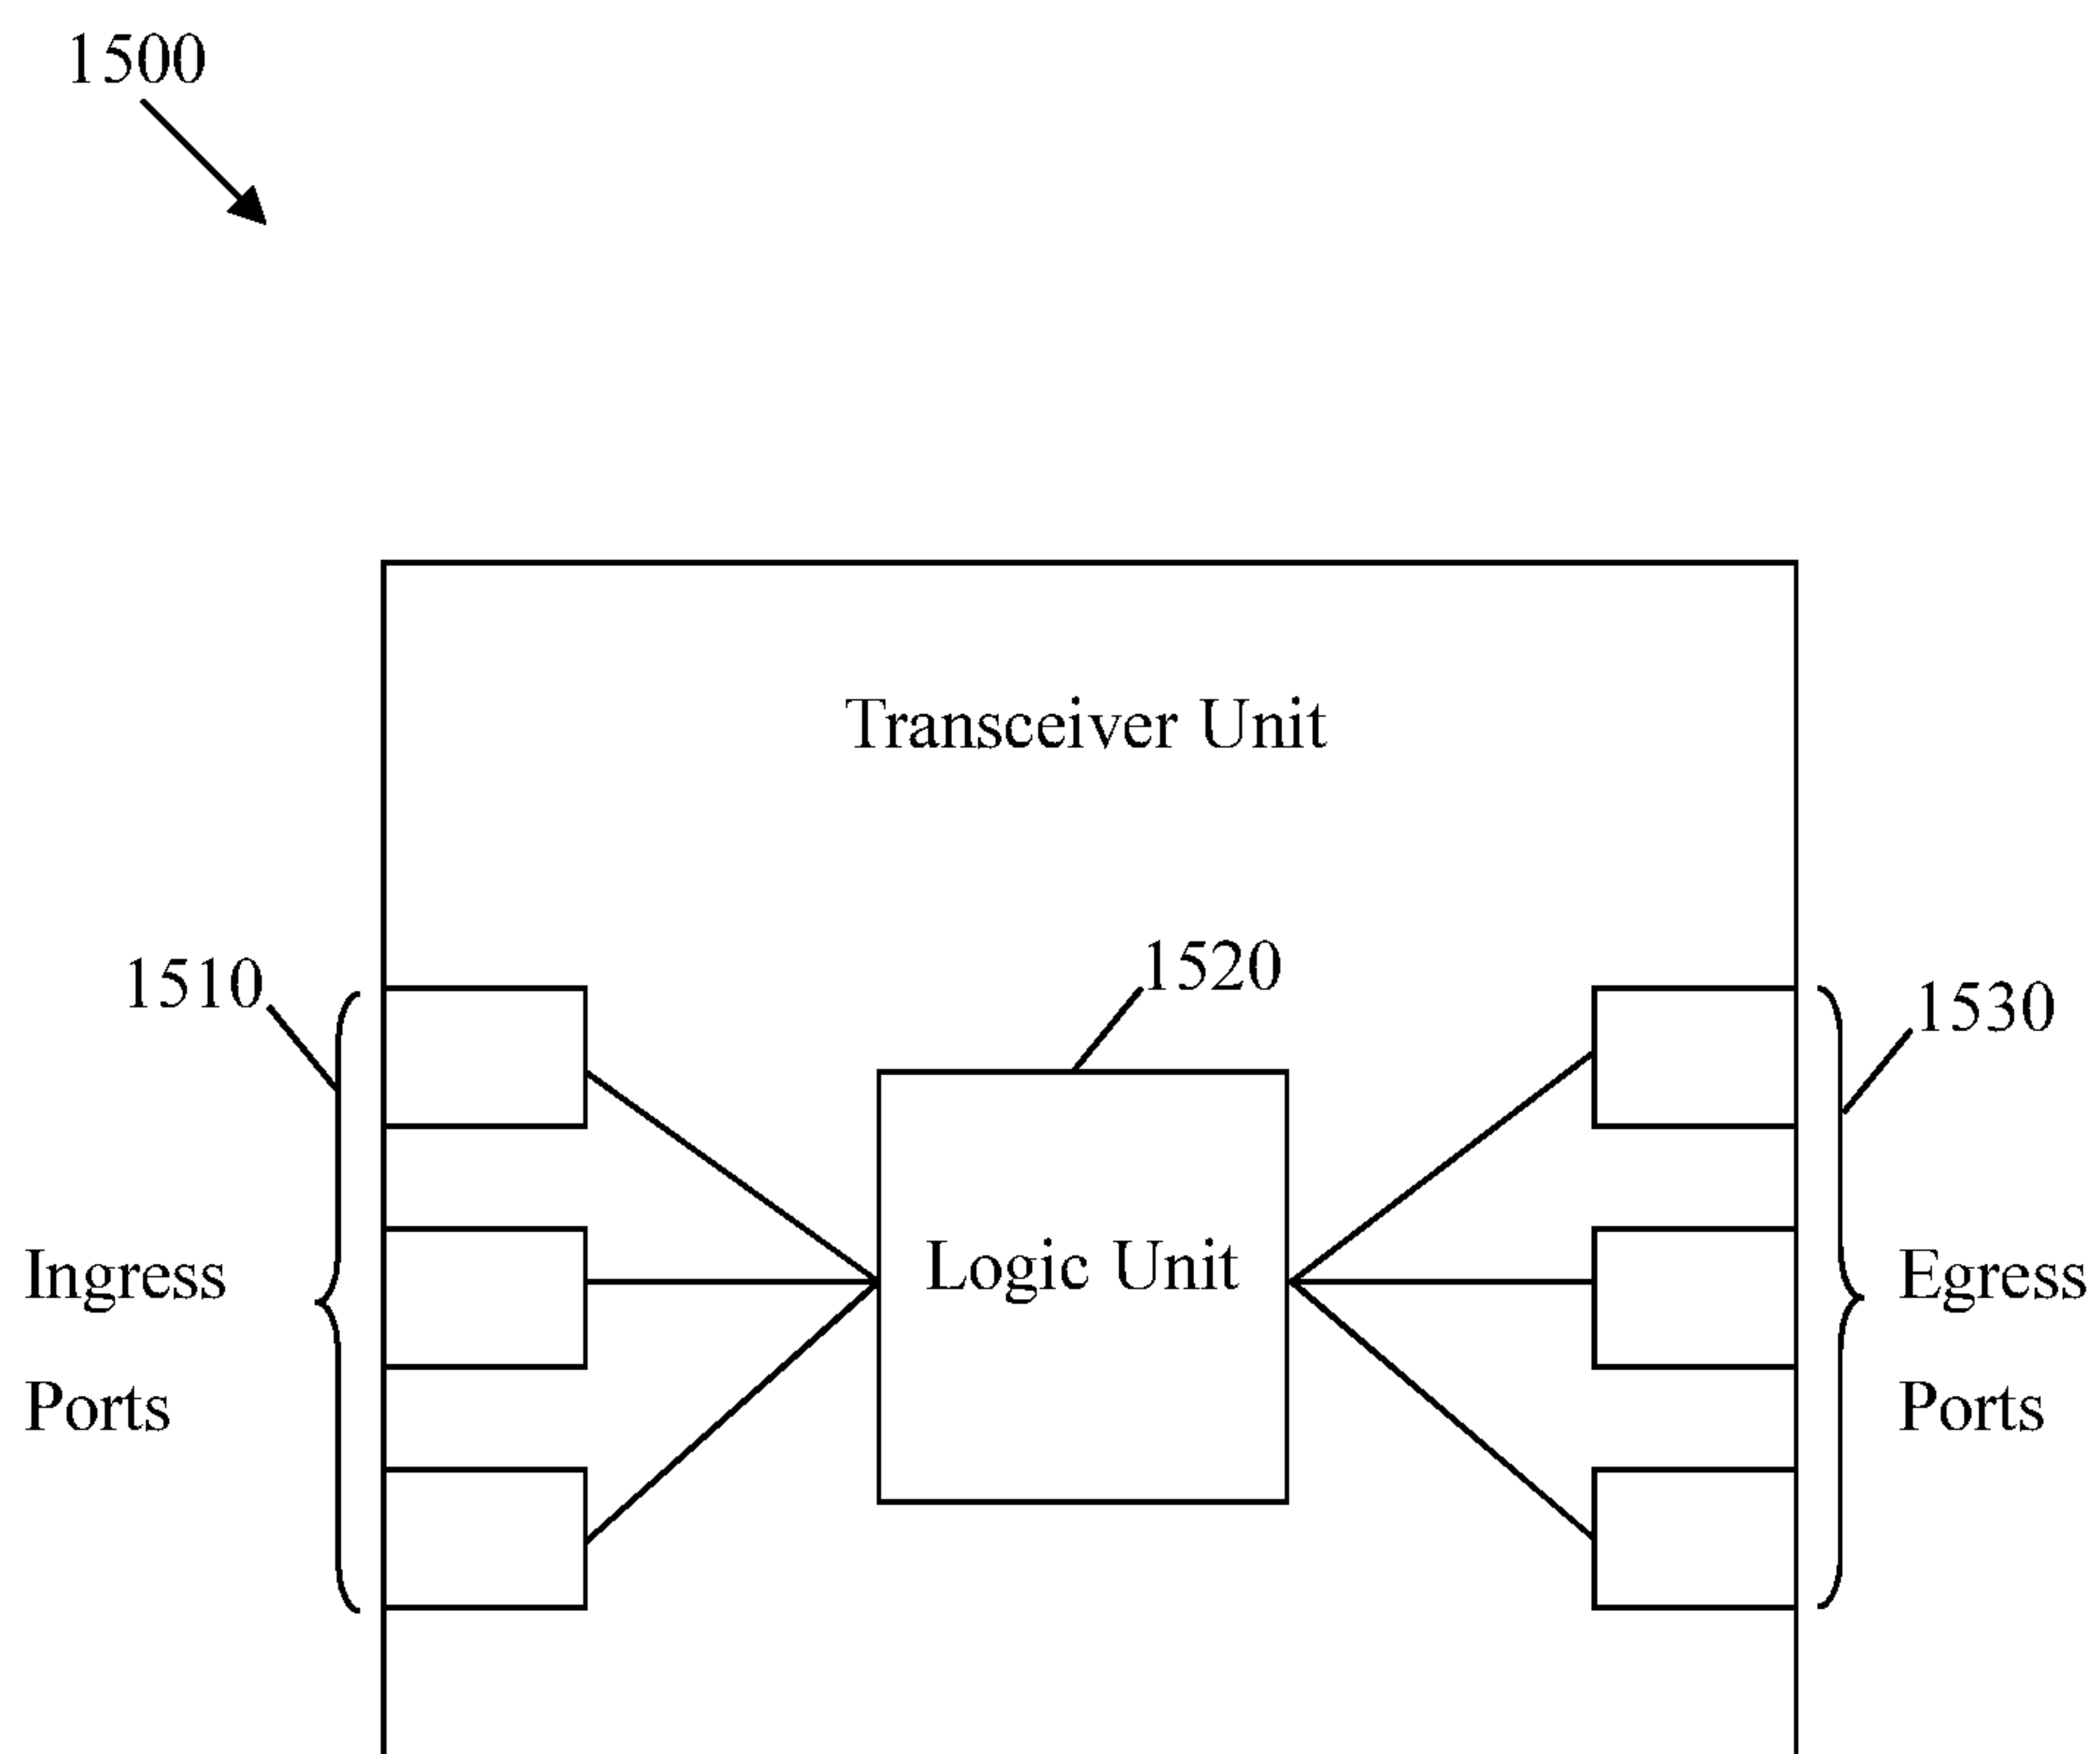 1500
Transceiver Unit
1510
1520
1530
Ingress
Ports
Logic Unit
Egress
Ports